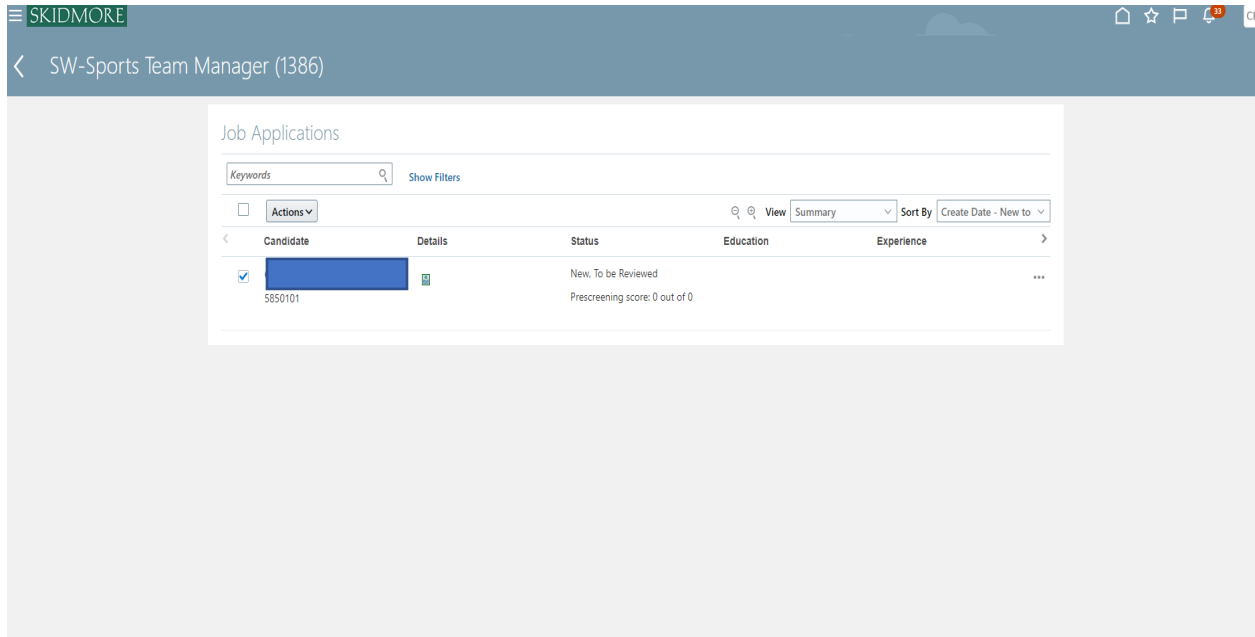 SKIDMORE
33
SW-Sports Team Manager (1386)
Job Applications
Keywords
Show Filters
Actions
View Summary
Sort By Create Date - New to
Candidate Details Status Education Experience
New, To be Reviewed
5850101
Prescreening score: 0 out of 0